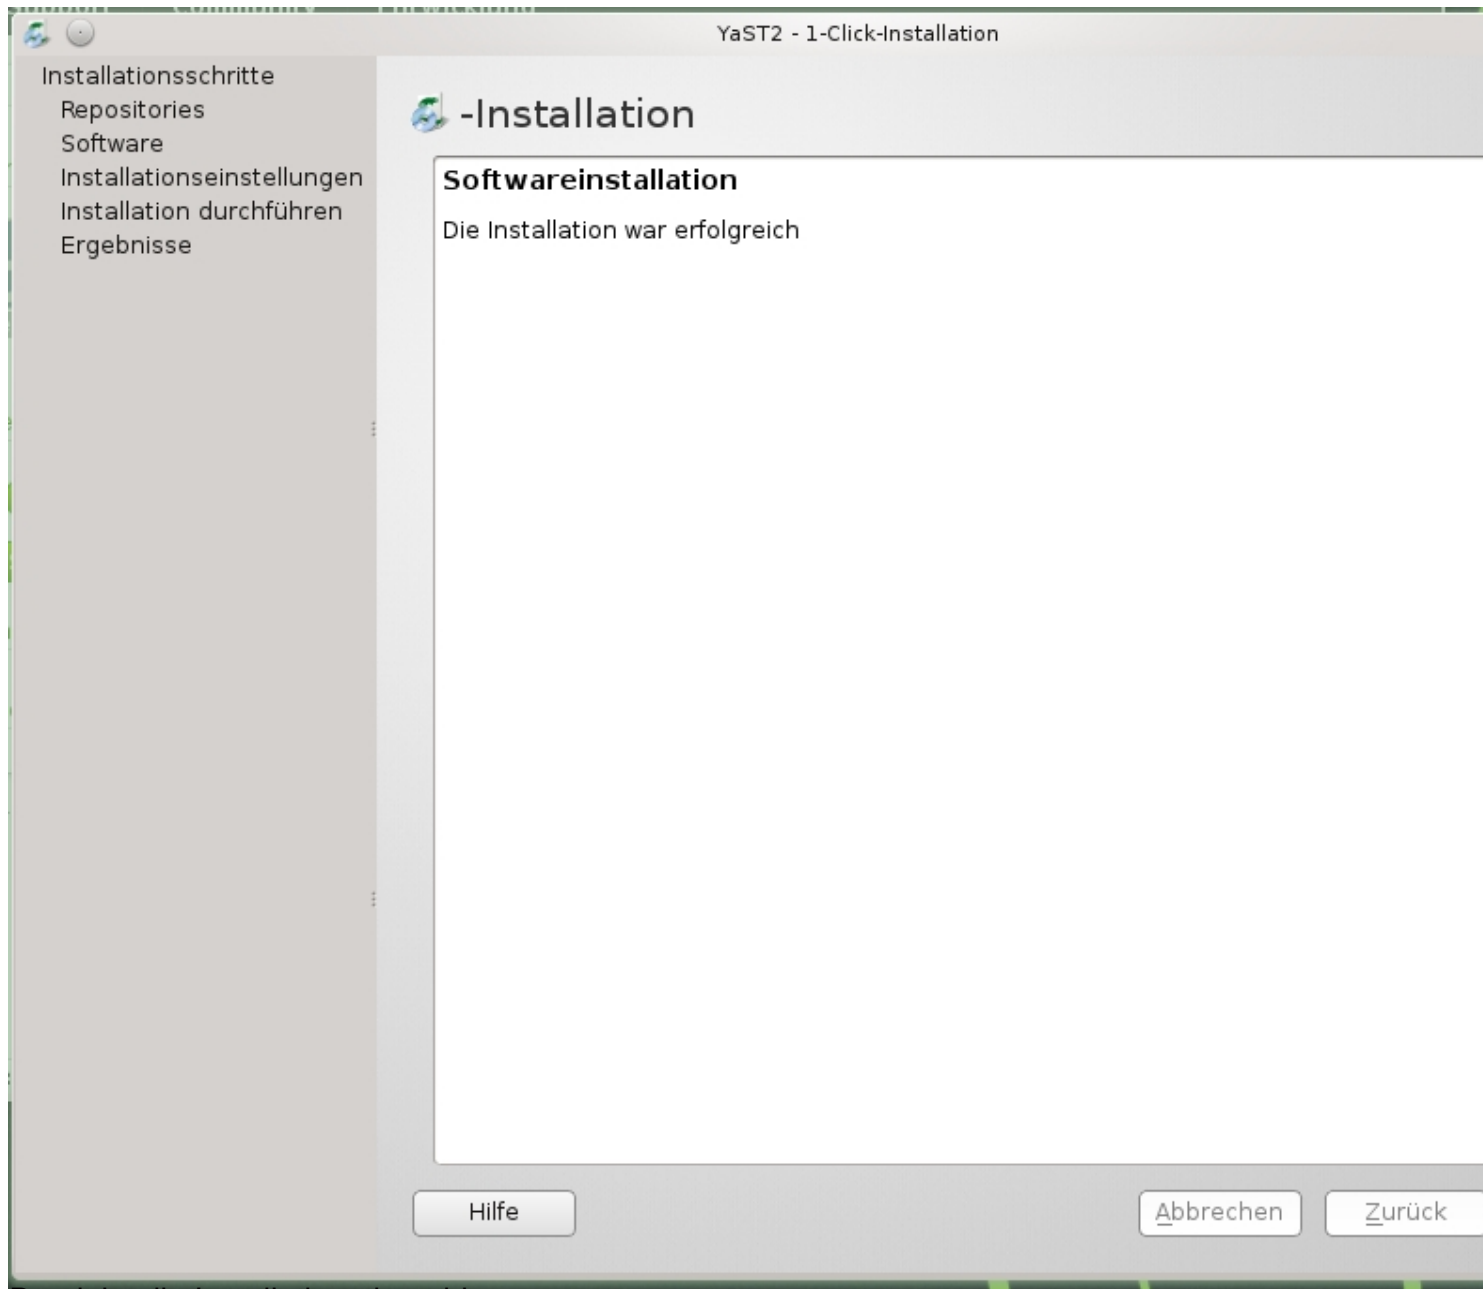 YaST2 - 1-Click-Installation
Installationsschritte
Repositories
Software
Installationseinstellungen
Installation durchführen
Ergebnisse
-Installation
Softwareinstallation
Die Installation war erfolgreich
Hilfe
Abbrechen
Zurück